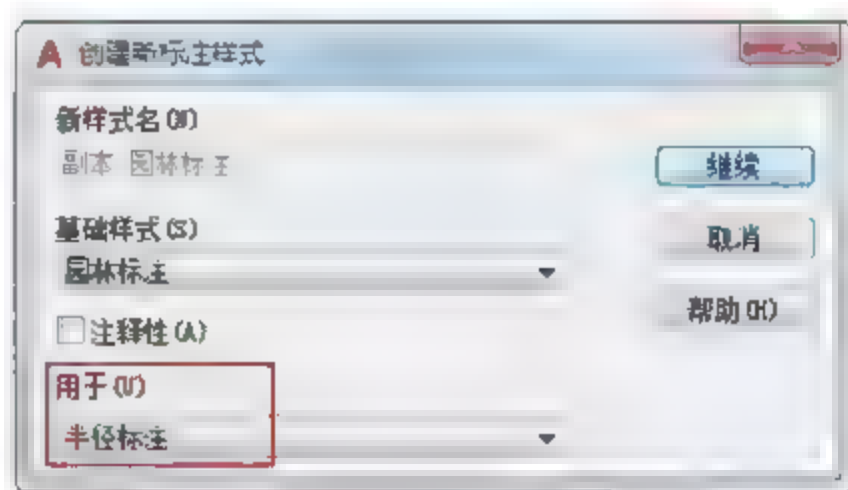 创建新标注样式
新样式名(N)
副本 园林标注
继续
基础样式(S)
取消
园林标注
帮助(H)
注释性(A)
用于(U)
半径标注